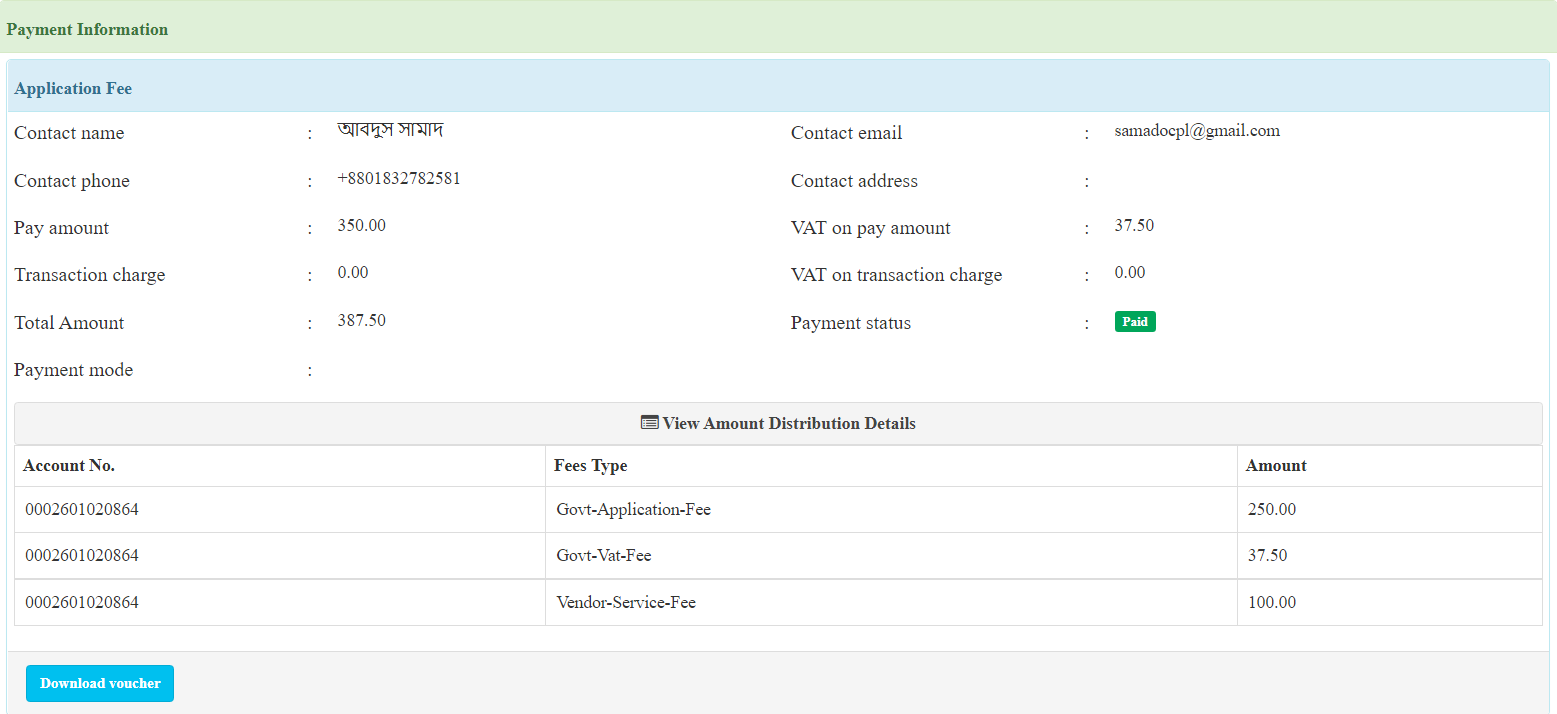 Payment Information
Application Fee
Contact name : আবদুস সামাদ Contact email : samadocpl@gmail.com
Contact phone : +8801832782581 Contact address :
Pay amount : 350.00 VAT on pay amount : 37.50
Transaction charge : 0.00 VAT on transaction charge : 0.00
Total Amount : 387.50 Payment status : Paid
Payment mode :
View Amount Distribution Details
Account No. Fees Type Amount
0002601020864 Govt-Application-Fee 250.00
0002601020864 Govt-Vat-Fee 37.50
0002601020864 Vendor-Service-Fee 100.00
Download voucher